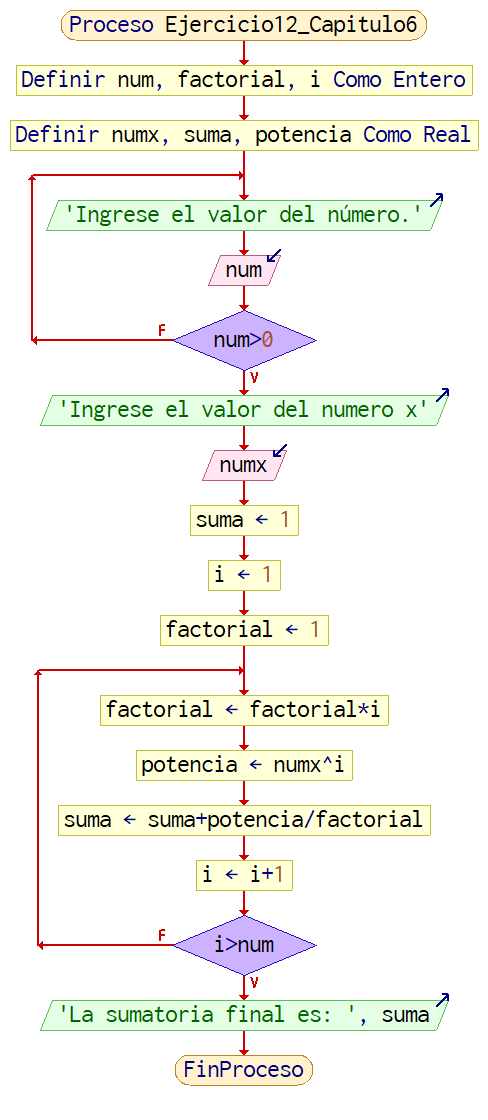 Proceso Ejercicio12_Capitulo6
Definir num, factorial, i Como Entero
Definir numx, suma, potencia Como Real
'Ingrese el valor del número.'
num
F
num>0
V
'Ingrese el valor del numero x'
numx
suma ← 1
i ← 1
factorial ← 1
factorial ← factorial*i
potencia ← numx^i
suma ← suma+potencia/factorial
i ← i+1
F
i>num
V
'La sumatoria final es: ', suma
FinProceso